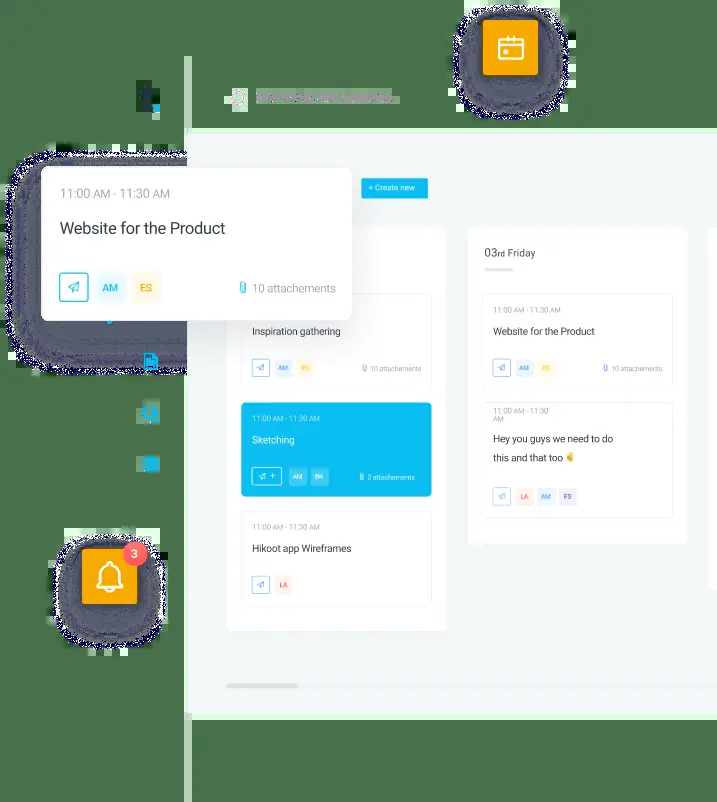 11:00 AM - 11:30 AM
Website for the Product
AM ES 10 attachements
+ Create new
Inspiration gathering
AM ES 10 attachements
11:00 AM - 11:30 AM
Sketching
+ AM BK 3 attachements
11:00 AM - 11:30 AM
Hikoot app Wireframes
LA
03rd Friday
11:00 AM - 11:30 AM
Website for the Product
AM ES 10 attachements
11:00 AM - 11:30
AM
Hey you guys we need to do
this and that too ✌
LA AM FS
3